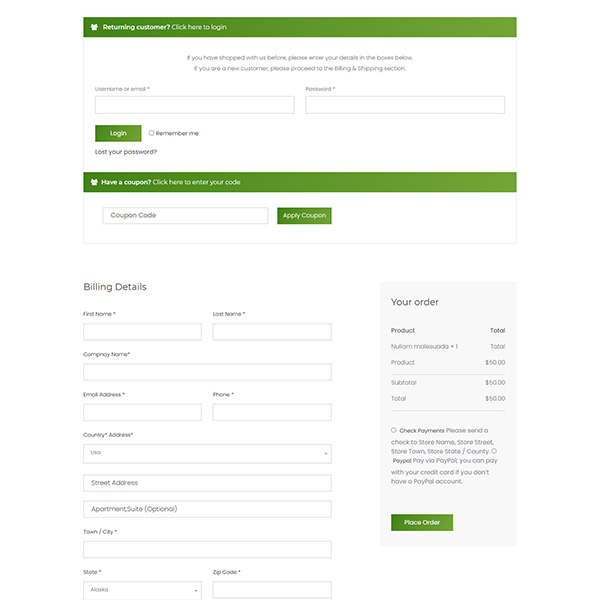 Returning customer? Click here to login
If you have shopped with us before, please enter your details in the boxes below.
If you are a new customer, please proceed to the Billing & Shipping section.
Username or email *
Password *
Login
Remember me
Lost your password?
Have a coupon? Click here to enter your code
Coupon Code
Apply Coupon
Billing Details
First Name *
Last Name *
Compnay Name*
Email Address *
Phone *
Country* Address*
Usa
Street Address
Apartment,Suite (Optional)
Town / City *
State *
Zip Code *
Alaska
Your order
Product Total
Nullam malesuada × 1 Total
Product $50.00
Subtotal $50.00
Total $50.00
Check Payments Please send a
check to Store Name, Store Street,
Store Town, Store State / County.
Paypal Pay via PayPal; you can pay
with your credit card if you don't
have a PayPal account.
Place Order